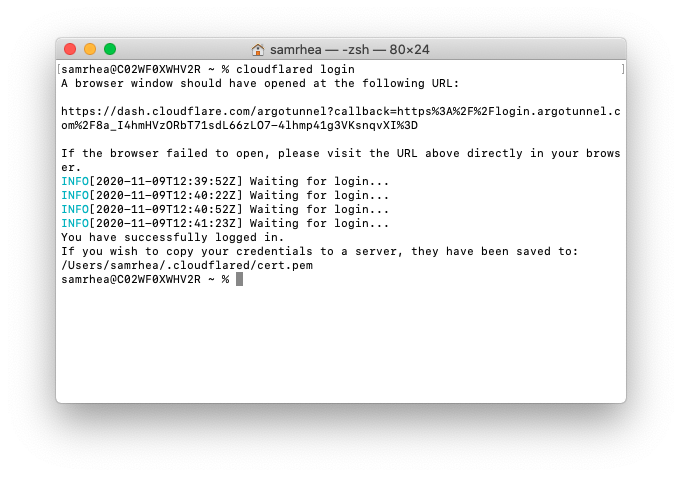 samrhea — -zsh — 80×24
[samrhea@C02WF0XWHV2R ~ % cloudflared login ]
A browser window should have opened at the following URL:
https://dash.cloudflare.com/argotunnel?callback=https%3A%2F%2Flogin.argotunnel.c
om%2F8a_I4hmHVzORbT71sdL66zLO7-4lhmp41g3VKsnqvXI%3D
If the browser failed to open, please visit the URL above directly in your brows
er.
INFO[2020-11-09T12:39:52Z] Waiting for login...
INFO[2020-11-09T12:40:22Z] Waiting for login...
INFO[2020-11-09T12:40:52Z] Waiting for login...
INFO[2020-11-09T12:41:23Z] Waiting for login...
You have successfully logged in.
If you wish to copy your credentials to a server, they have been saved to:
/Users/samrhea/.cloudflared/cert.pem
samrhea@C02WF0XWHV2R ~ %